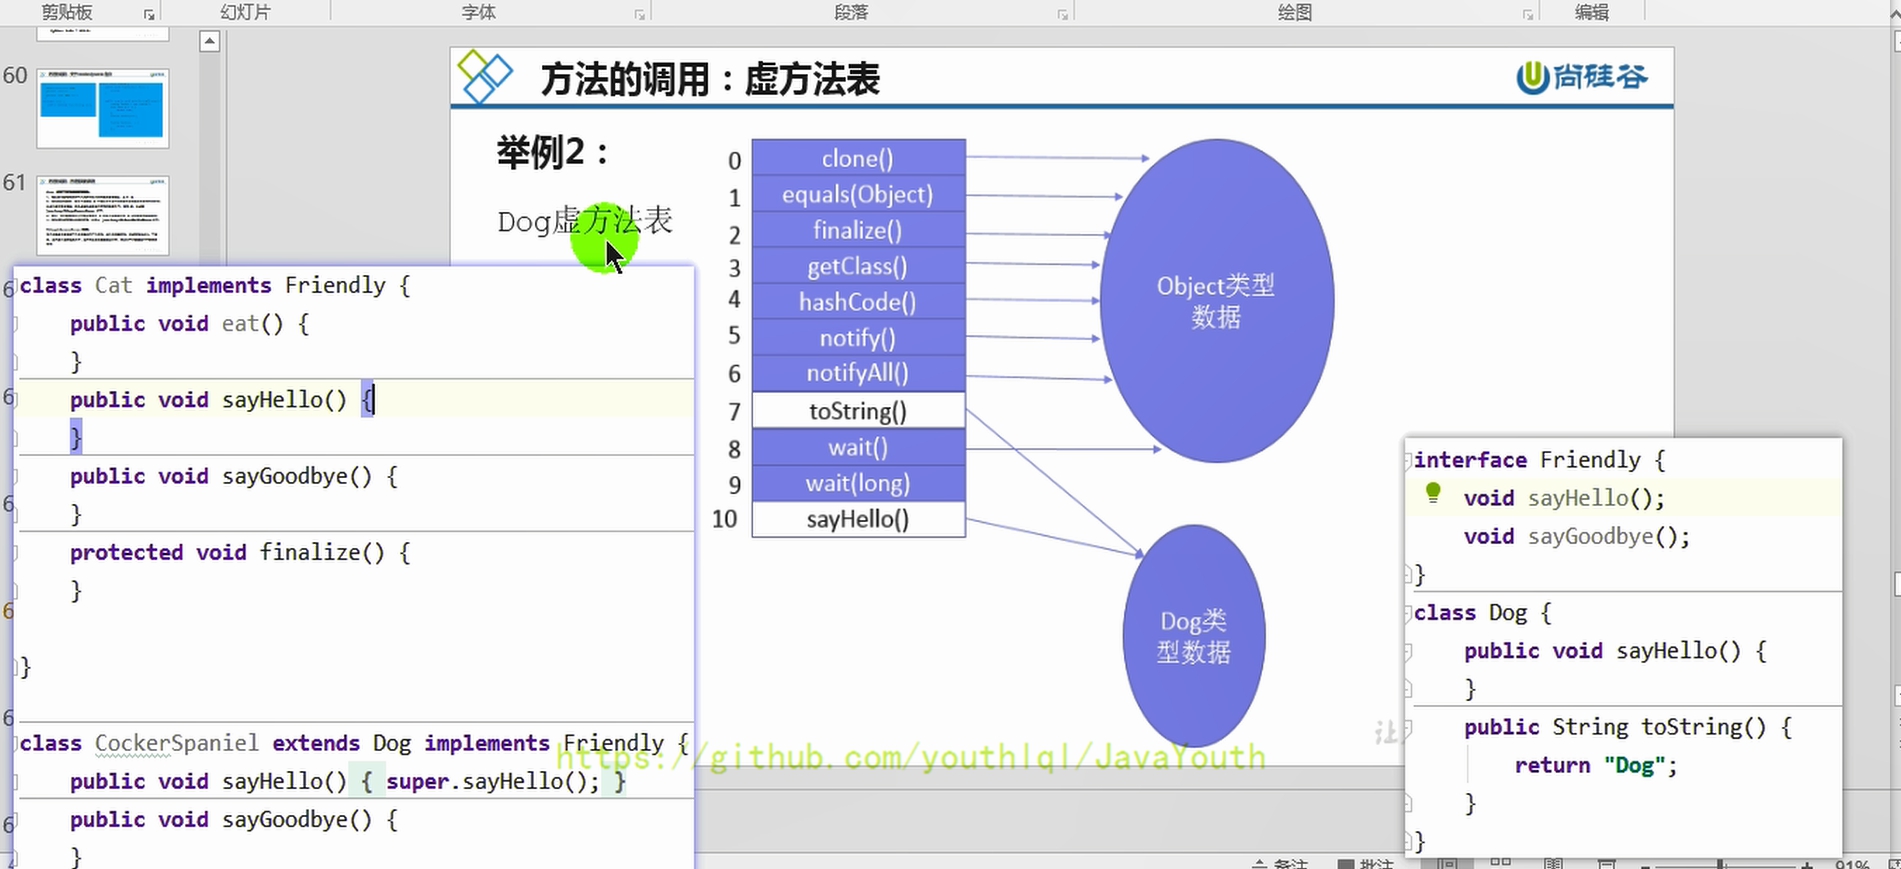 剪贴板
幻灯片
字体
段落
绘图
编辑
60
61
方法的调用：虚方法表
尚硅谷
举例2：
Dog虚方法表
0 clone()
1 equals(Object)
2 finalize()
3 getClass()
4 hashCode()
5 notify()
6 notifyAll()
7 toString()
8 wait()
9 wait(long)
10 sayHello()
Object类型
数据
Dog类
型数据
class Cat implements Friendly {
public void eat() {
}
public void sayHello() {
}
public void sayGoodbye() {
}
protected void finalize() {
}
}
class CockerSpaniel extends Dog implements Friendly {
public void sayHello() { super.sayHello(); }
public void sayGoodbye() {
}
interface Friendly {
void sayHello();
void sayGoodbye();
}
class Dog {
public void sayHello() {
}
public String toString() {
return "Dog";
}
}
让
https://github.com/youthlql/JavaYouth
备注
批注
91%